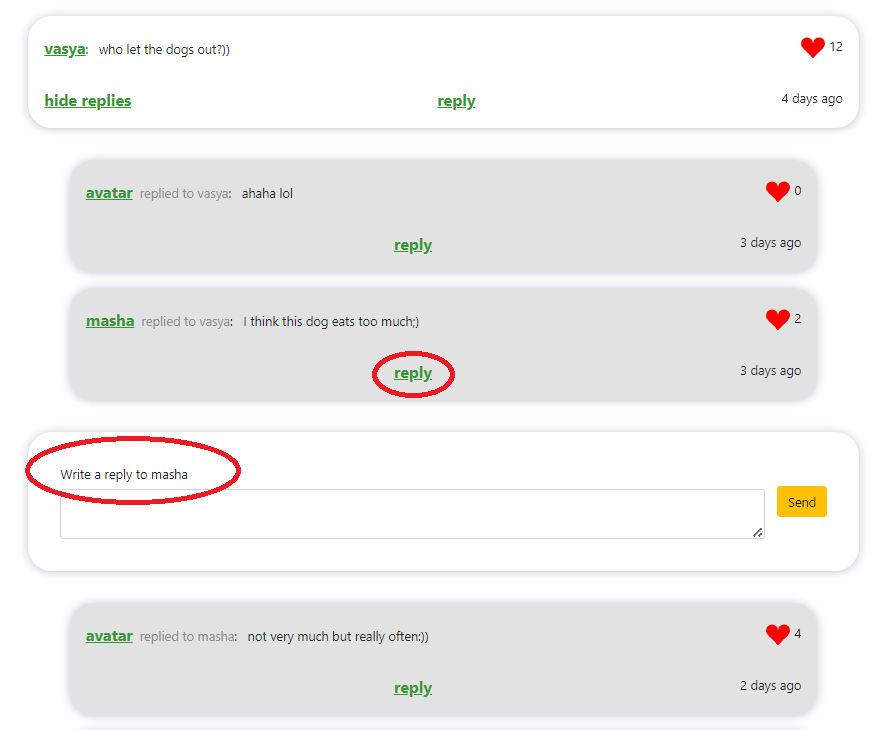 vasya: who let the dogs out?)) 12
hide replies reply 4 days ago
avatar replied to vasya: ahaha lol 0
reply 3 days ago
masha replied to vasya: I think this dog eats too much;) 2
reply 3 days ago
Write a reply to masha
Send
avatar replied to masha: not very much but really often:)) 4
reply 2 days ago